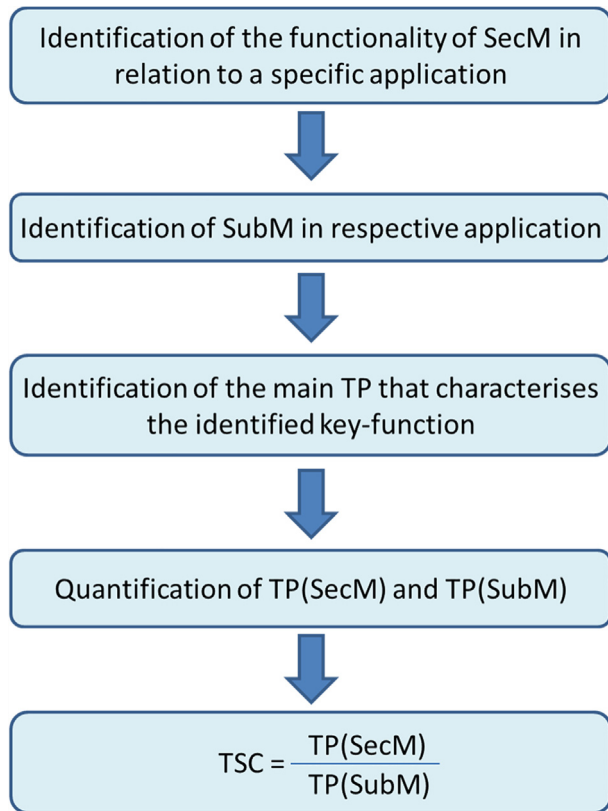 Identification of the functionality of SecM in
relation to a specific application
Identification of SubM in respective application
Identification of the main TP that characterises
the identified key-function
Quantification of TP(SecM) and TP(SubM)
TSC = TP(SecM)
TP(SubM)